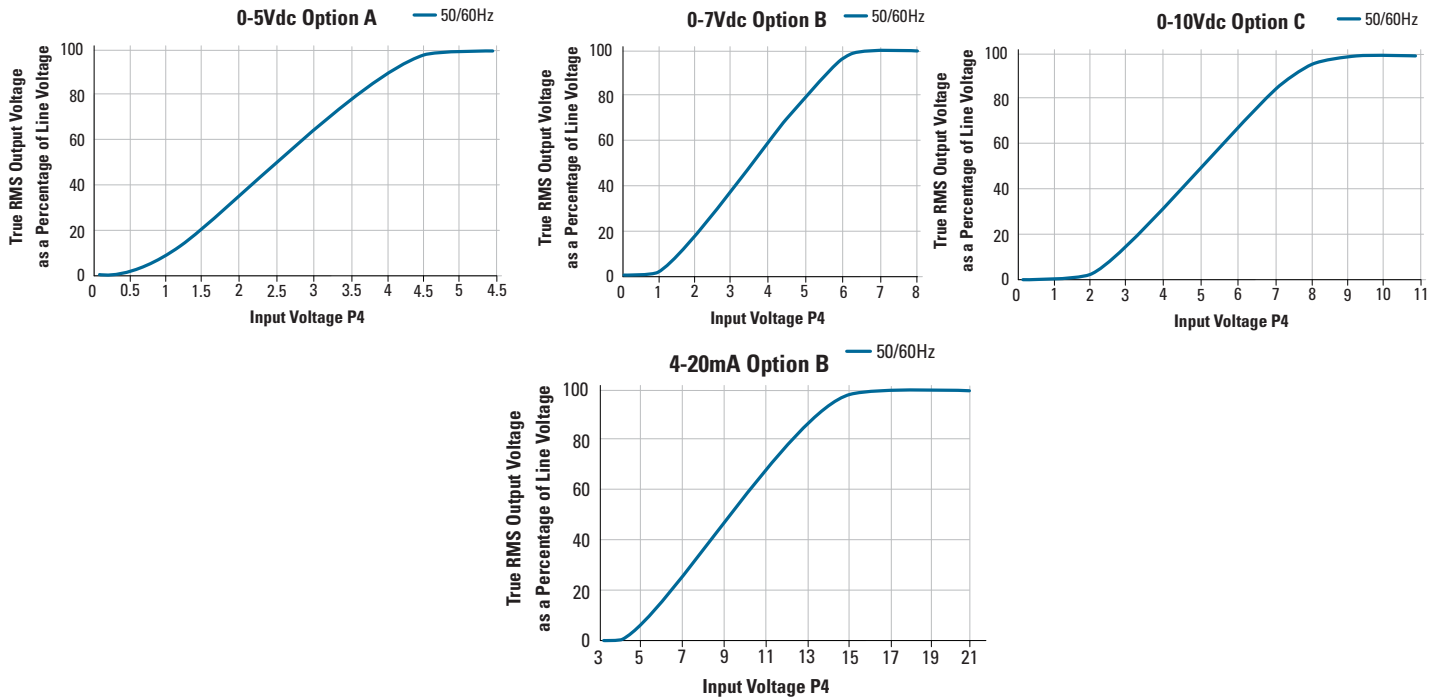 0-5Vdc Option A
50/60Hz
True RMS Output Voltage
as a Percentage of Line Voltage
100
80
60
40
20
0
0 0.5 1 1.5 2 2.5 3 3.5 4 4.5 5 4.5
Input Voltage P4
0-7Vdc Option B
50/60Hz
True RMS Output Voltage
as a Percentage of Line Voltage
100
80
60
40
20
0
0 1 2 3 4 5 6 7 8
Input Voltage P4
0-10Vdc Option C
50/60Hz
True RMS Output Voltage
as a Percentage of Line Voltage
100
80
60
40
20
0
0 1 2 3 4 5 6 7 8 9 10 11
Input Voltage P4
4-20mA Option B
50/60Hz
True RMS Output Voltage
as a Percentage of Line Voltage
100
80
60
40
20
0
3 5 7 9 11 13 15 17 19 21
Input Voltage P4